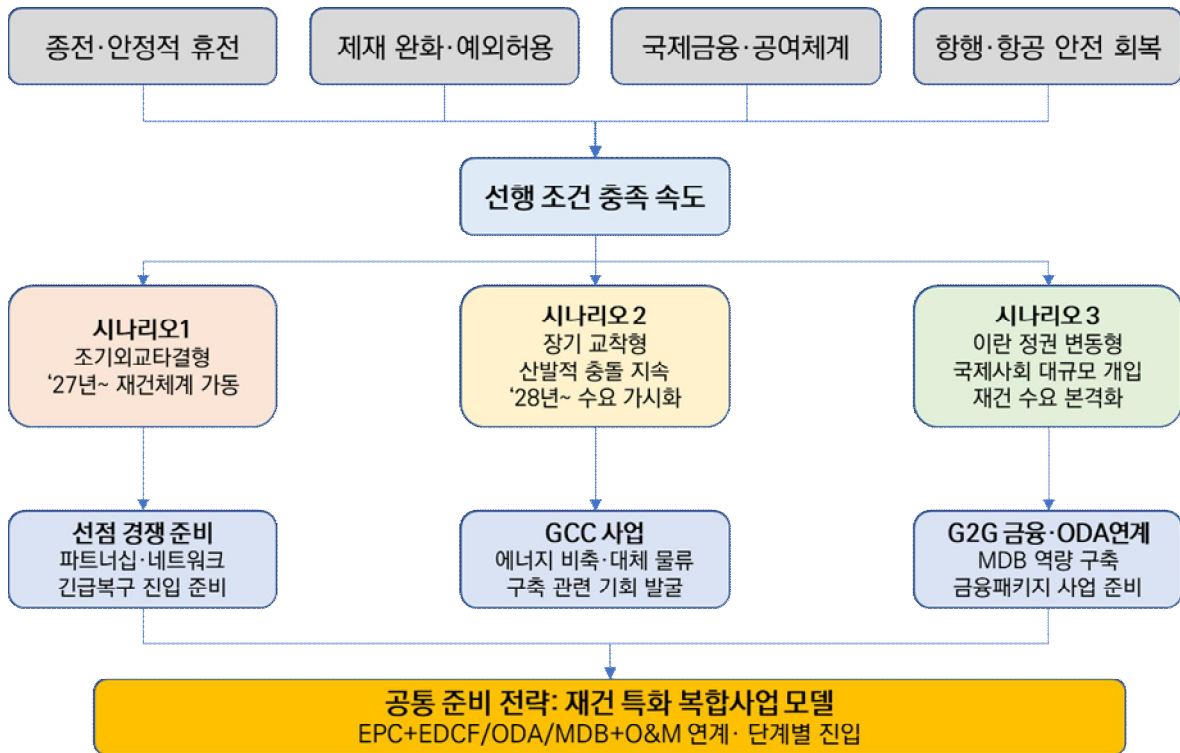 종전·안정적 휴전
제재 완화·예외허용
국제금융·공여체계
항행·항공 안전 회복
선행 조건 충족 속도
시나리오1
조기외교타결형
‘27년~ 재건체계 가동
시나리오 2
장기 교착형
산발적 충돌 지속
‘28년~ 수요 가시화
시나리오 3
이란 정권 변동형
국제사회 대규모 개입
재건 수요 본격화
선점 경쟁 준비
파트너십·네트워크
긴급복구 진입 준비
GCC 사업
에너지 비축·대체 물류
구축 관련 기회 발굴
G2G 금융·ODA연계
MDB 역량 구축
금융패키지 사업 준비
공통 준비 전략: 재건 특화 복합사업 모델
EPC+EDCF/ODA/MDB+O&M 연계· 단계별 진입